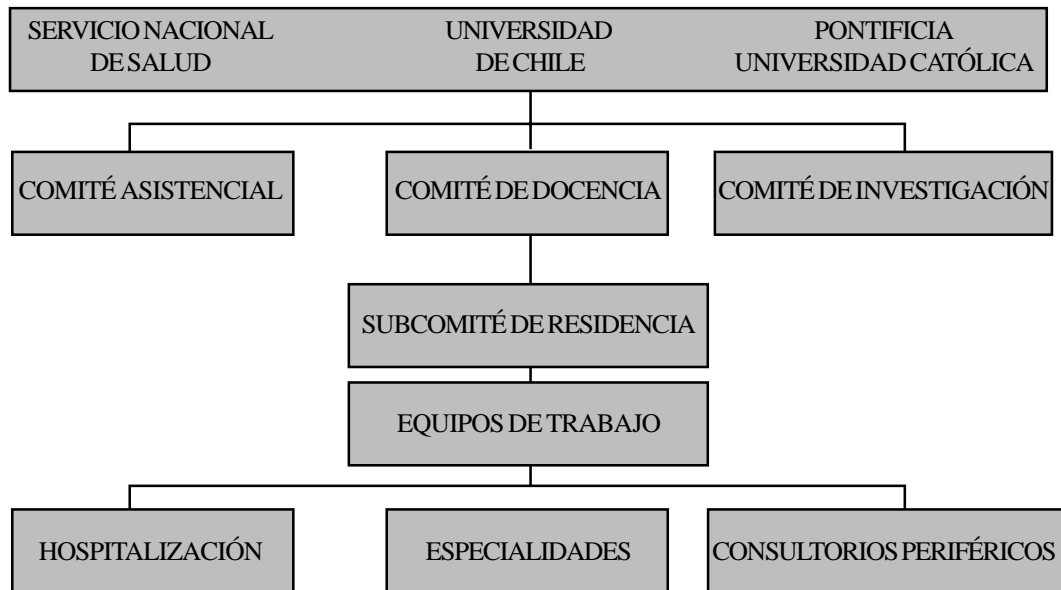 SERVICIO NACIONAL
DE SALUD
UNIVERSIDAD
DE CHILE
PONTIFICIA
UNIVERSIDAD CATÓLICA
COMITÉ ASISTENCIAL
COMITÉ DE DOCENCIA
COMITÉ DE INVESTIGACIÓN
SUBCOMITÉ DE RESIDENCIA
EQUIPOS DE TRABAJO
HOSPITALIZACIÓN
ESPECIALIDADES
CONSULTORIOS PERIFÉRICOS